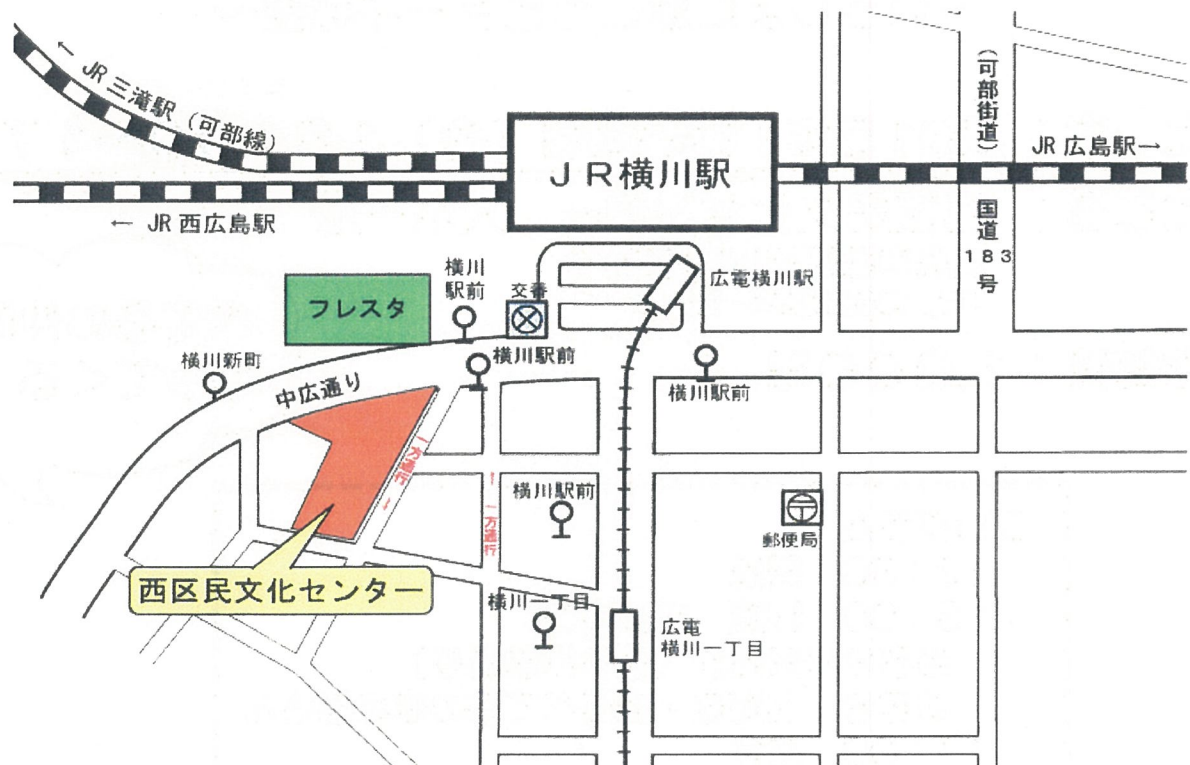 ← JR三滝駅（可部線）
← JR西広島駅
ＪＲ横川駅
（可部街道）
国道
１８３
号
JR 広島駅→
横川
駅前
交番
広電横川駅
フレスタ
横川新町
横川駅前
横川駅前
中広通り
一方通行→
←一方通行
横川駅前
郵便局
西区民文化センター
横川一丁目
広電
横川一丁目